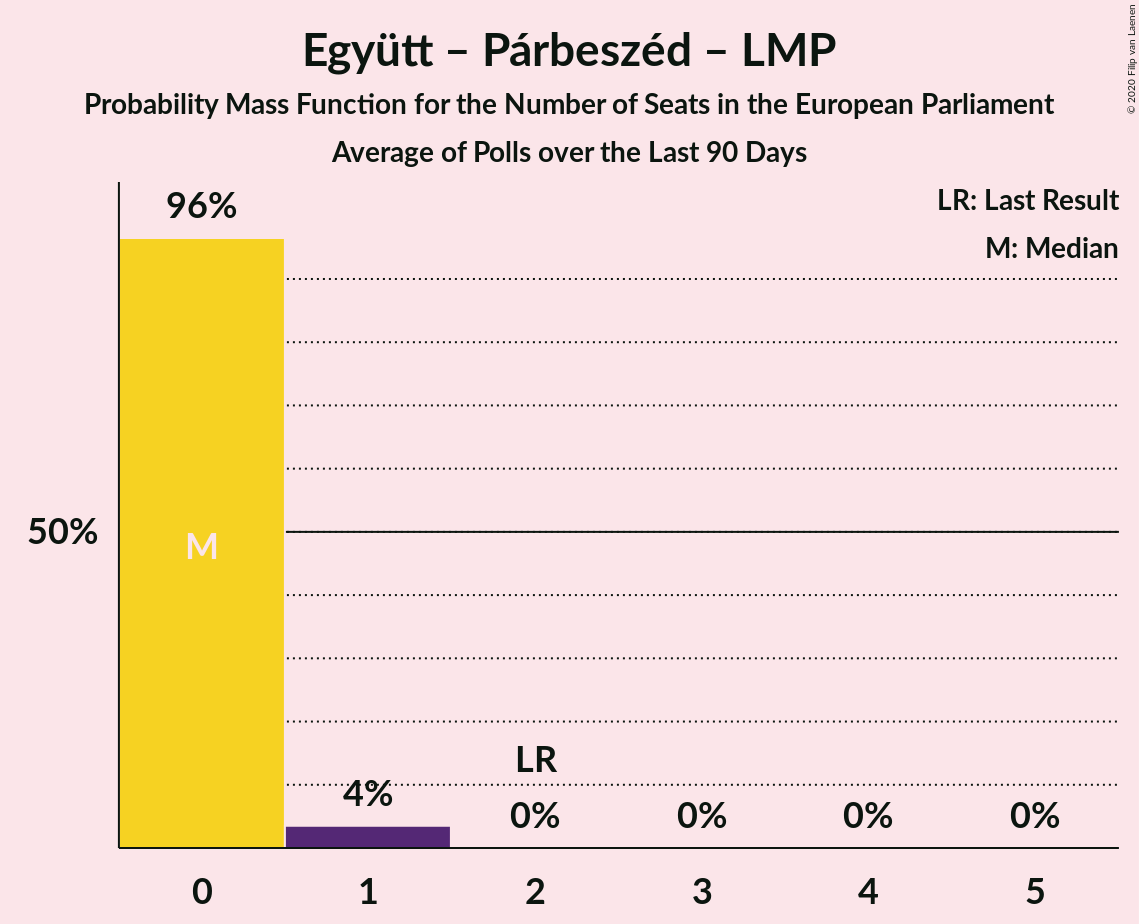 Együtt – Párbeszéd – LMP
Probability Mass Function for the Number of Seats in the European Parliament
Average of Polls over the Last 90 Days
© 2020 Filip van Laenen
LR: Last Result
M: Median
96%
50%
M
LR
4%
0%
0%
0%
0%
0
1
2
3
4
5